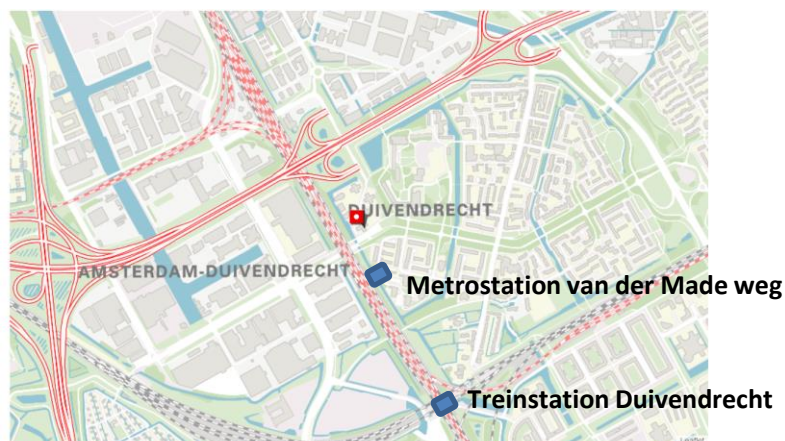 DUIVENDRECHT
AMSTERDAM-DUIVENDRECHT
Metrostation van der Made weg
Treinstation Duivendrecht